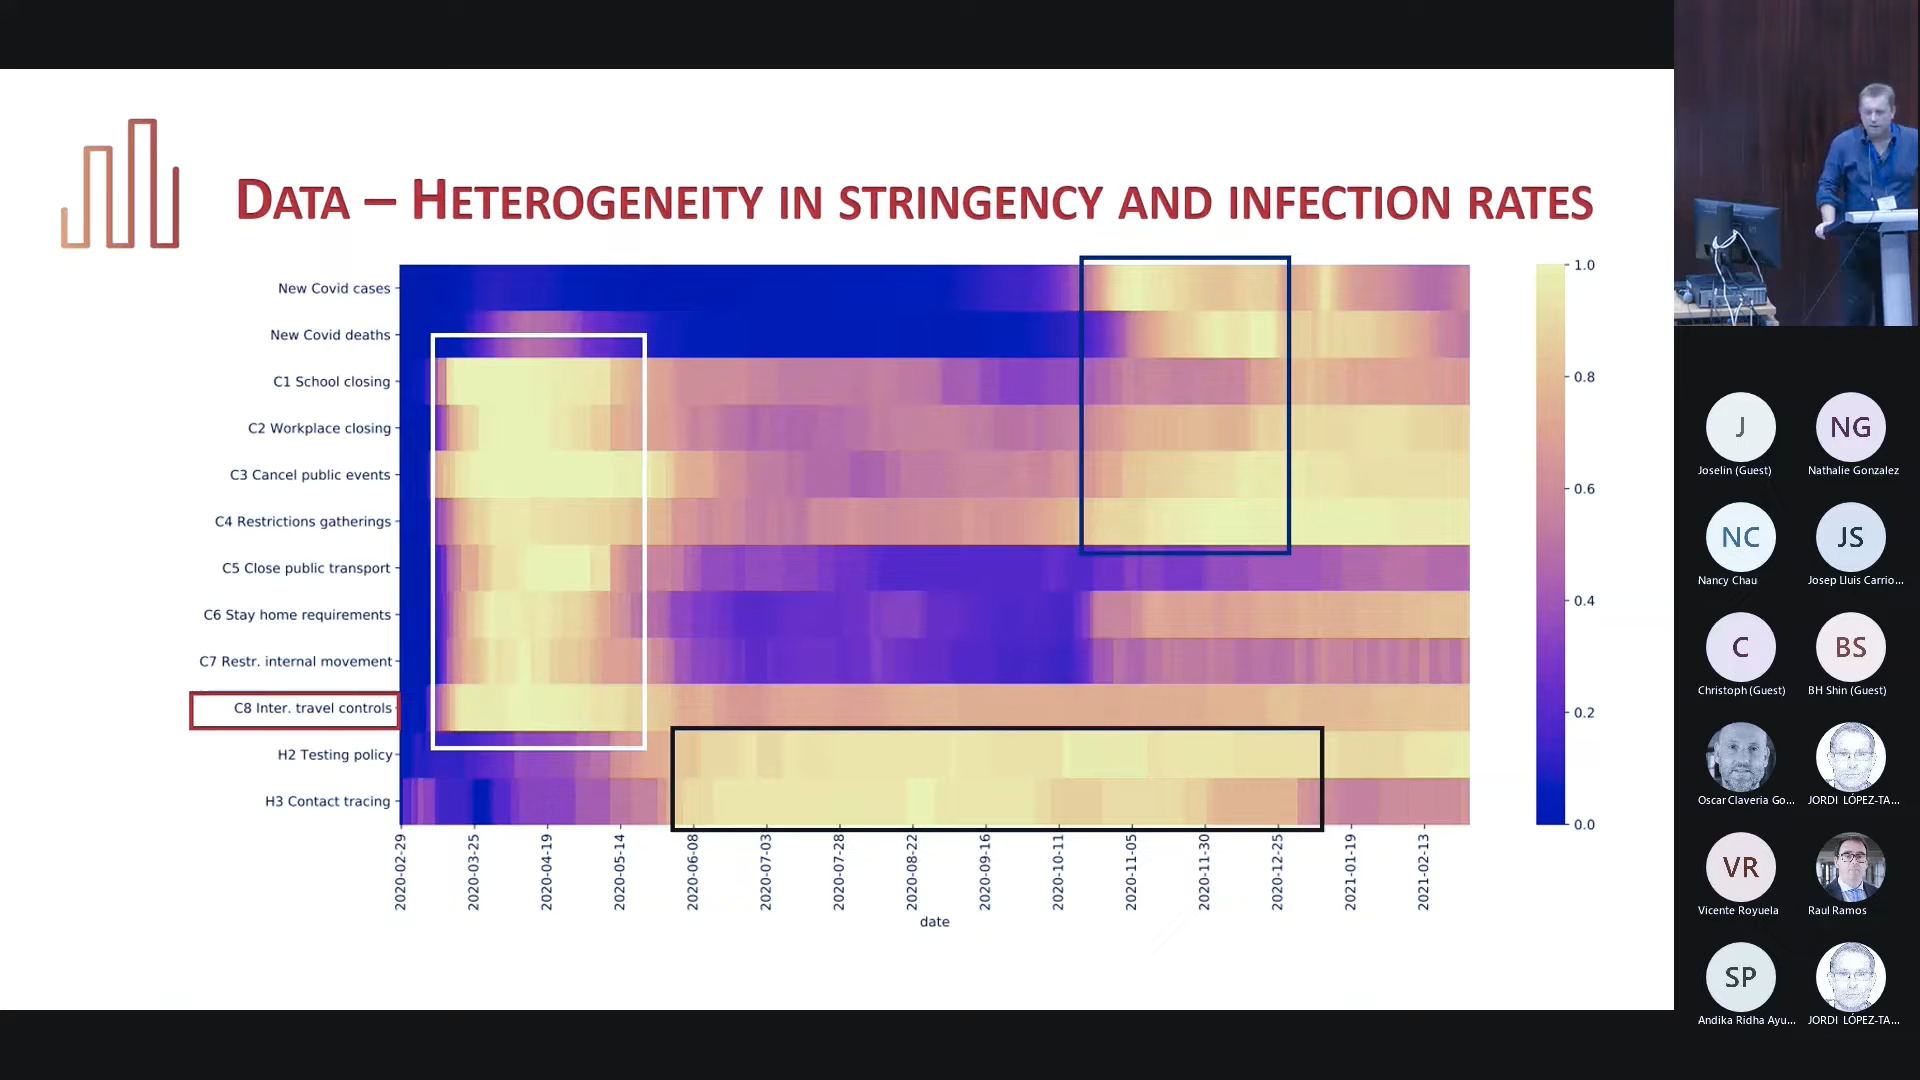 DATA – HETEROGENEITY IN STRINGENCY AND INFECTION RATES
New Covid cases
New Covid deaths
C1 School closing
C2 Workplace closing
C3 Cancel public events
C4 Restrictions gatherings
C5 Close public transport
C6 Stay home requirements
C7 Restr. internal movement
C8 Inter. travel controls
H2 Testing policy
H3 Contact tracing
2020-02-29
2020-03-25
2020-04-19
2020-05-14
2020-06-08
2020-07-03
2020-07-28
2020-08-22
2020-09-16
2020-10-11
2020-11-05
2020-11-30
2020-12-25
2021-01-19
2021-02-13
date
1.0
0.8
0.6
0.4
0.2
0.0
J
Joselin (Guest)
NG
Nathalie Gonzalez
NC
Nancy Chau
JS
Josep Lluis Carrio...
C
Christoph (Guest)
BS
BH Shin (Guest)
Oscar Claveria Go...
JORDI LÓPEZ-TA...
VR
Vicente Royuela
Raul Ramos
SP
Andika Ridha Ayu...
JORDI LÓPEZ-TA...